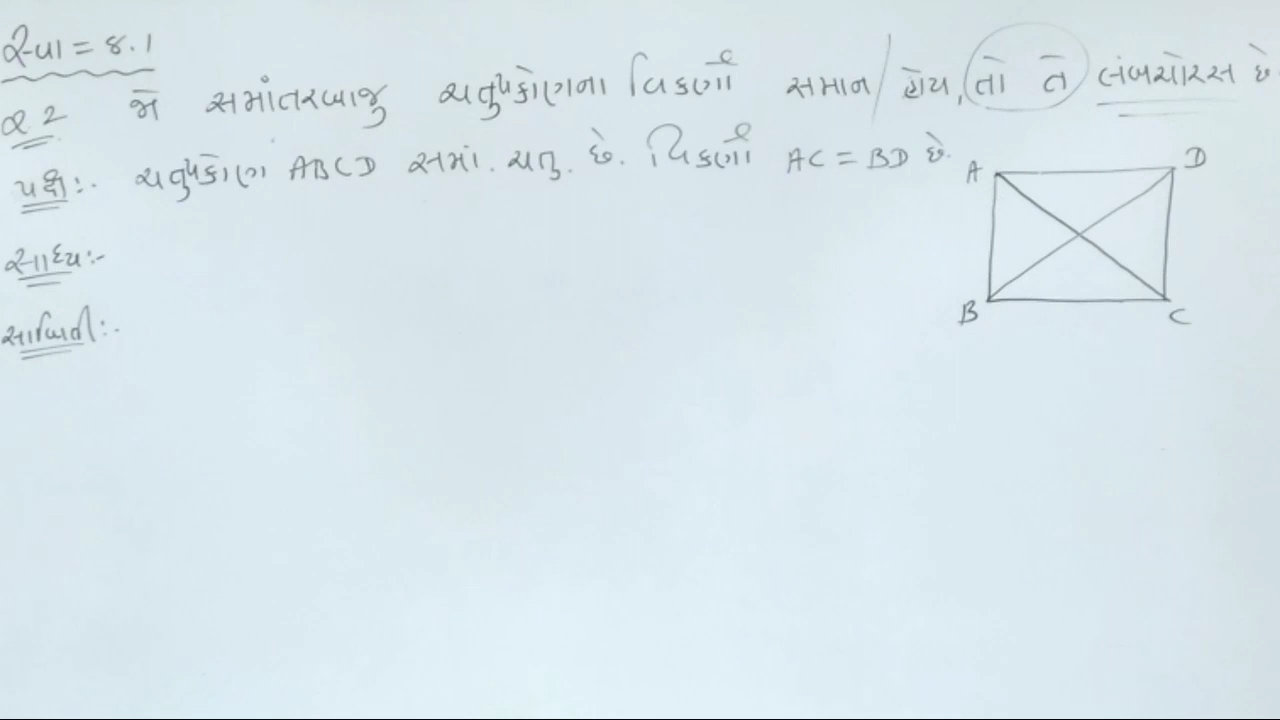 સ્વા = 8.1
પ્ર 2 જો સમાંતરબાજુ ચતુષ્કોણના વિકર્ણો સમાન / હોય, તો તે લંબચોરસ છે.
પક્ષ :- ચતુષ્કોણ ABCD સમાં. ચતુ. છે. વિકર્ણો AC = BD છે.
A D
સાધ્ય :-
સાબિતી :-
B C